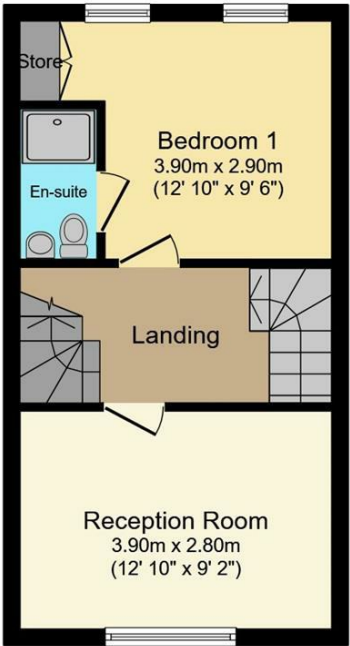 Store
Bedroom 1
3.90m x 2.90m
(12' 10" x 9' 6")
En-suite
Landing
Reception Room
3.90m x 2.80m
(12' 10" x 9' 2")